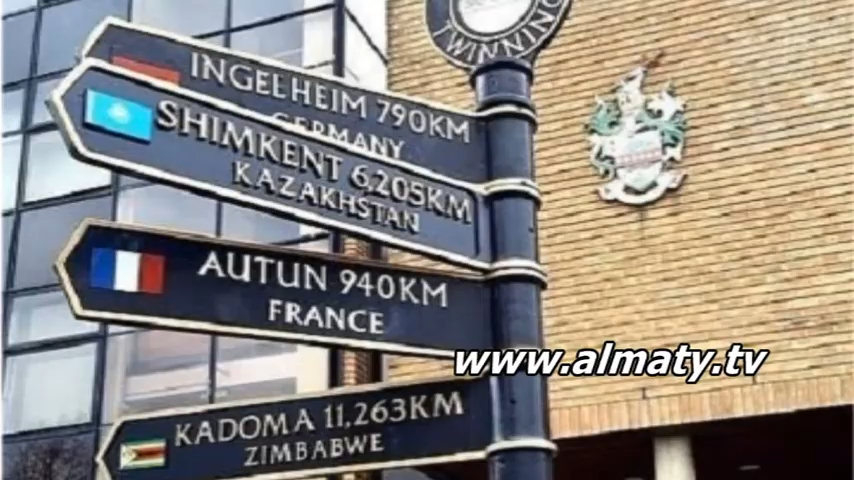 TWINNING
INGELHEIM 790KM
GERMANY
SHIMKENT 6,205KM
KAZAKHSTAN
AUTUN 940KM
FRANCE
www.almaty.tv
KADOMA 11,263KM
ZIMBABWE